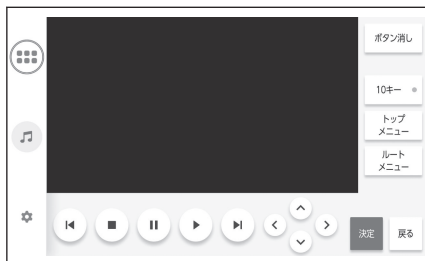 ボタン消し
10キー
トップ
メニュー
ルート
メニュー
決定
戻る